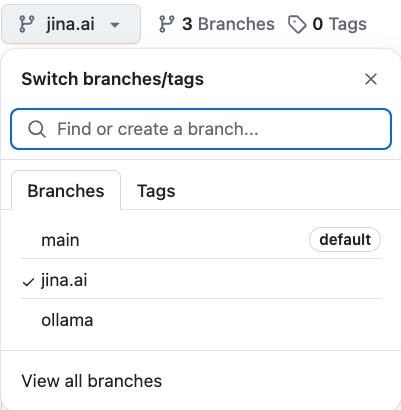 jina.ai 3 Branches 0 Tags
Switch branches/tags
Find or create a branch...
Branches Tags
main default
jina.ai
ollama
View all branches